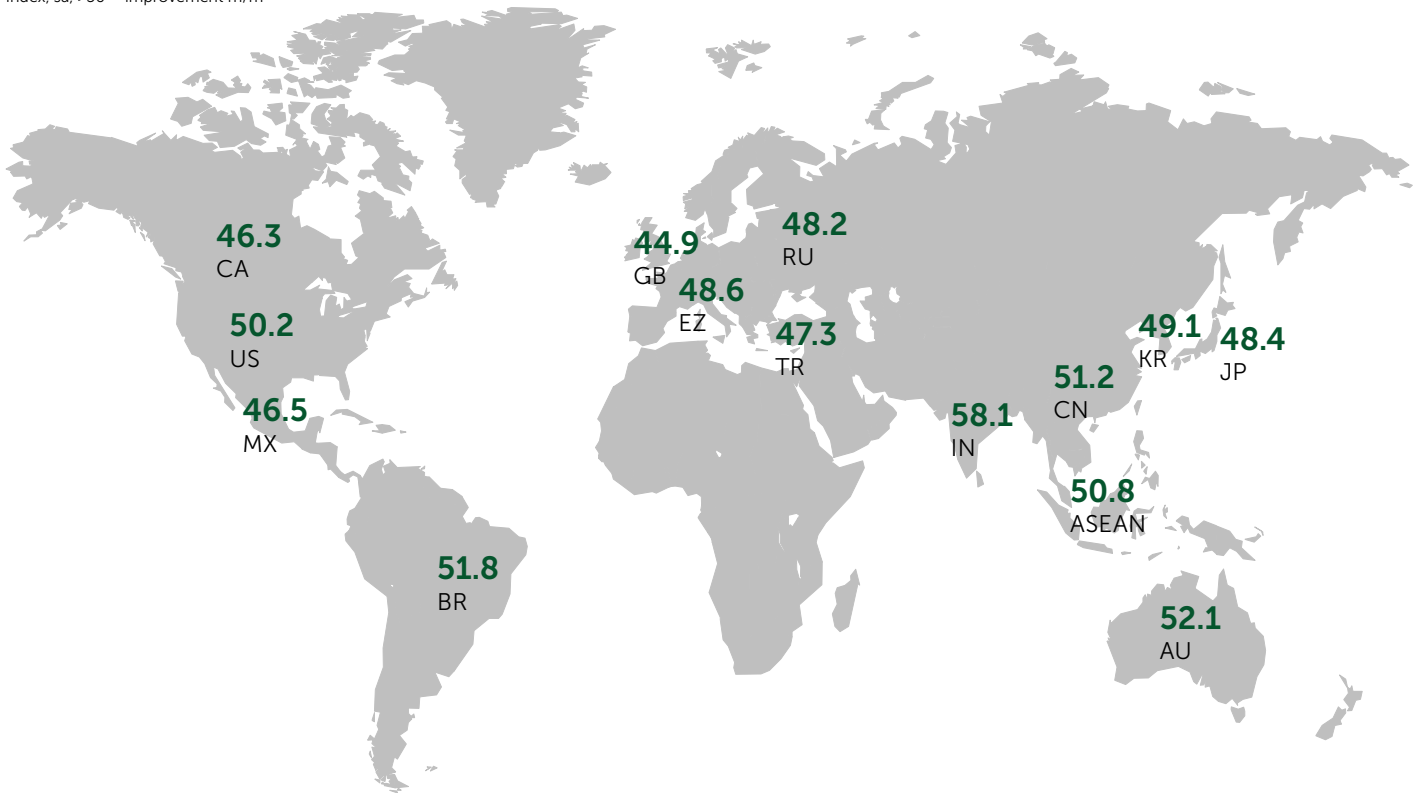 Index, sa, >50 = improvement m/m
46.3
CA
50.2
US
46.5
MX
51.8
BR
44.9
GB
48.6
EZ
48.2
RU
47.3
TR
58.1
IN
51.2
CN
49.1
KR
48.4
JP
50.8
ASEAN
52.1
AU